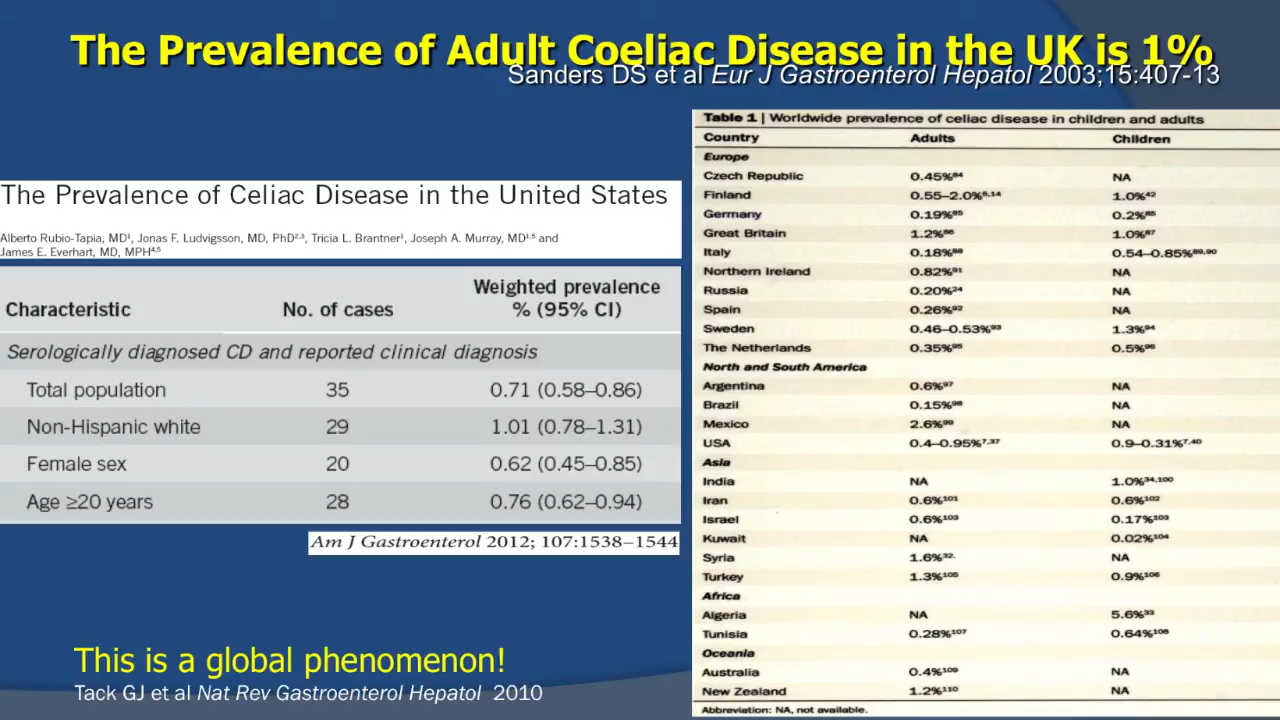 The Prevalence of Adult Coeliac Disease in the UK is 1%
Sanders DS et al Eur J Gastroenterol Hepatol 2003;15:407-13
The Prevalence of Celiac Disease in the United States
Alberto Rubio-Tapia, MD¹, Jonas F. Ludvigsson, MD, PhD²,³, Tricia L. Brantner¹, Joseph A. Murray, MD¹,⁵ and
James E. Everhart, MD, MPH⁴,⁵
Characteristic No. of cases Weighted prevalence % (95% CI)
Serologically diagnosed CD and reported clinical diagnosis
Total population 35 0.71 (0.58–0.86)
Non-Hispanic white 29 1.01 (0.78–1.31)
Female sex 20 0.62 (0.45–0.85)
Age ≥20 years 28 0.76 (0.62–0.94)
Am J Gastroenterol 2012; 107:1538–1544
This is a global phenomenon!
Tack GJ et al Nat Rev Gastroenterol Hepatol 2010
Table 1 | Worldwide prevalence of celiac disease in children and adults
Country Adults Children
Europe
Czech Republic 0.45%⁸⁴ NA
Finland 0.55–2.0%⁶,¹⁴ 1.0%⁴²
Germany 0.19%⁸⁵ 0.2%⁸⁵
Great Britain 1.2%⁸⁶ 1.0%⁸⁷
Italy 0.18%⁸⁸ 0.54–0.85%⁸⁹,⁹⁰
Northern Ireland 0.82%⁹¹ NA
Russia 0.20%²⁴ NA
Spain 0.26%⁹² NA
Sweden 0.46–0.53%⁹³ 1.3%⁹⁴
The Netherlands 0.35%⁹⁵ 0.5%⁹⁶
North and South America
Argentina 0.6%⁹⁷ NA
Brazil 0.15%⁹⁸ NA
Mexico 2.6%⁹⁹ NA
USA 0.4–0.95%⁷,³⁷ 0.9–0.31%⁷,⁴⁰
Asia
India NA 1.0%³⁴,¹⁰⁰
Iran 0.6%¹⁰¹ 0.6%¹⁰²
Israel 0.6%¹⁰³ 0.17%¹⁰³
Kuwait NA 0.02%¹⁰⁴
Syria 1.6%³²· NA
Turkey 1.3%¹⁰⁵ 0.9%¹⁰⁶
Africa
Algeria NA 5.6%³³
Tunisia 0.28%¹⁰⁷ 0.64%¹⁰⁸
Oceania
Australia 0.4%¹⁰⁹ NA
New Zealand 1.2%¹¹⁰ NA
Abbreviation: NA, not available.